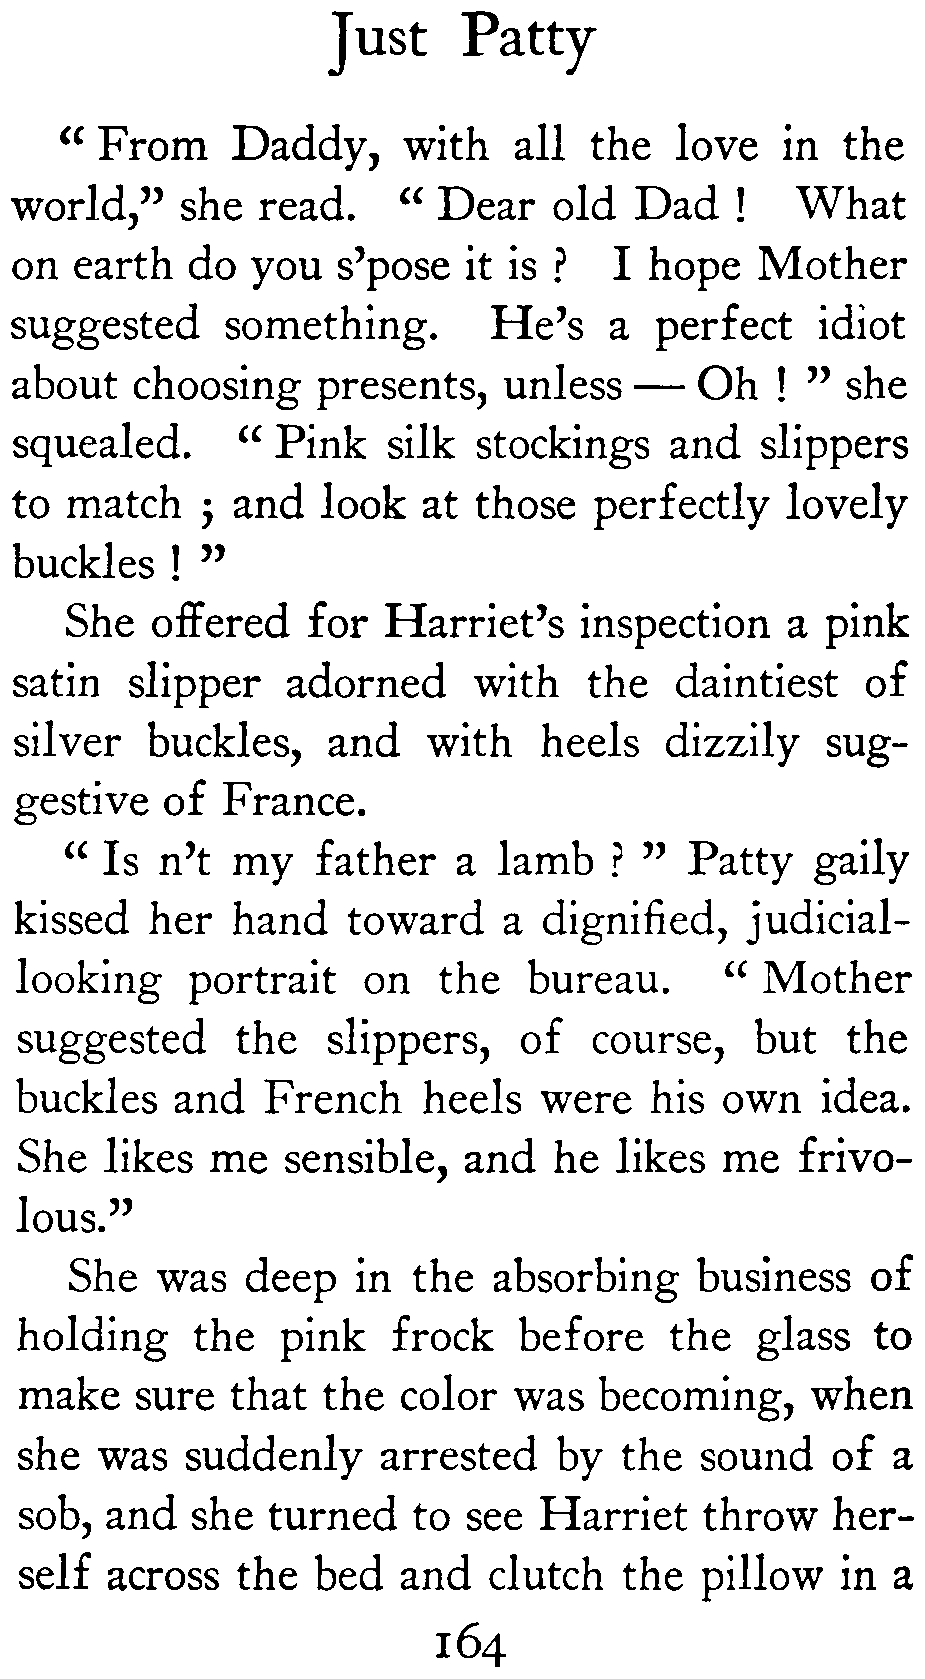 Just Patty
“ From Daddy, with all the love in the
world,” she read. “ Dear old Dad ! What
on earth do you s’pose it is ? I hope Mother
suggested something. He’s a perfect idiot
about choosing presents, unless — Oh ! ” she
squealed. “ Pink silk stockings and slippers
to match ; and look at those perfectly lovely
buckles ! ”
She offered for Harriet’s inspection a pink
satin slipper adorned with the daintiest of
silver buckles, and with heels dizzily sug-
gestive of France.
“ Is n’t my father a lamb ? ” Patty gaily
kissed her hand toward a dignified, judicial-
looking portrait on the bureau. “ Mother
suggested the slippers, of course, but the
buckles and French heels were his own idea.
She likes me sensible, and he likes me frivo-
lous.”
She was deep in the absorbing business of
holding the pink frock before the glass to
make sure that the color was becoming, when
she was suddenly arrested by the sound of a
sob, and she turned to see Harriet throw her-
self across the bed and clutch the pillow in a
164